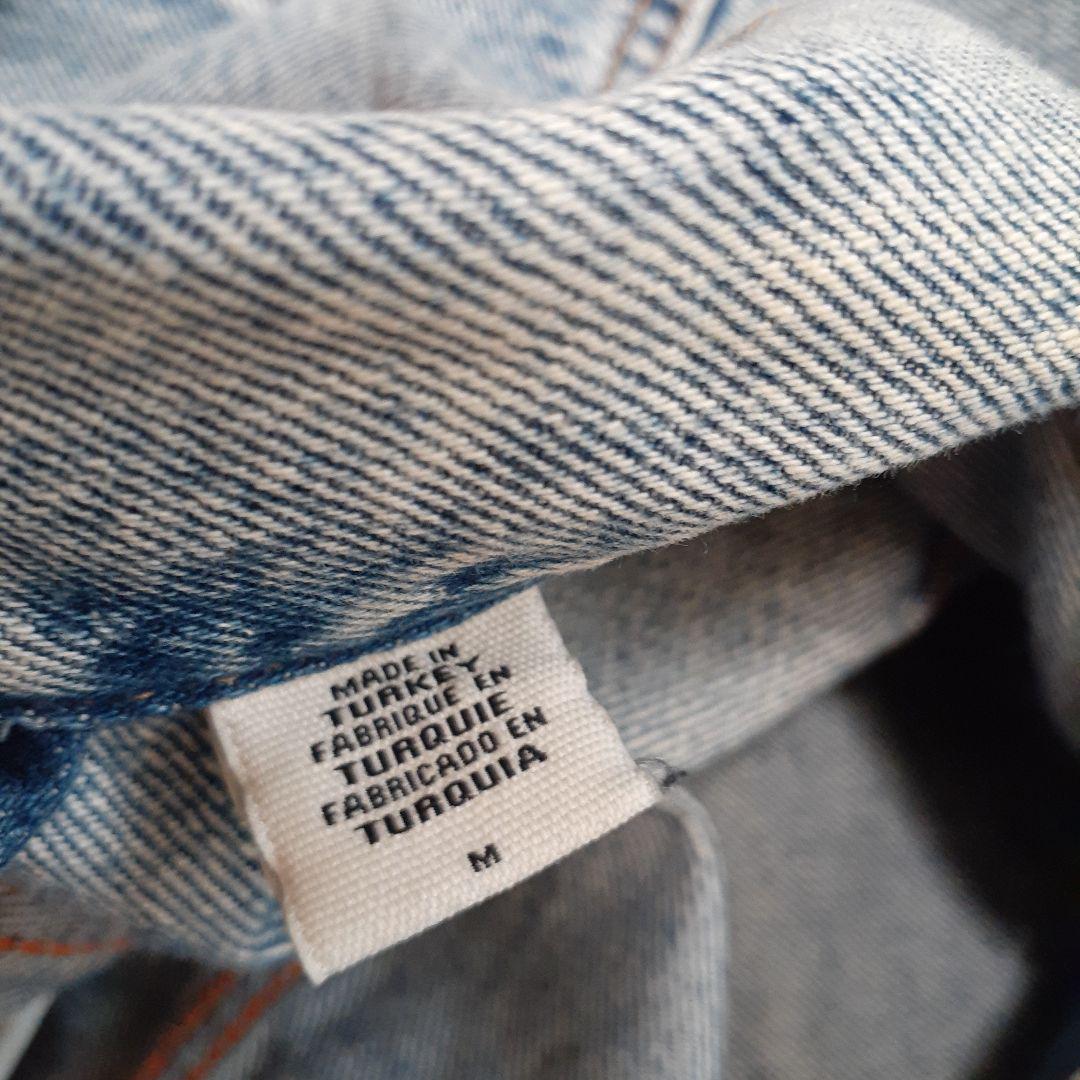 MADE IN
TURKEY
FABRIQUE EN
TURQUIE
FABRICADO EN
TURQUIA
M